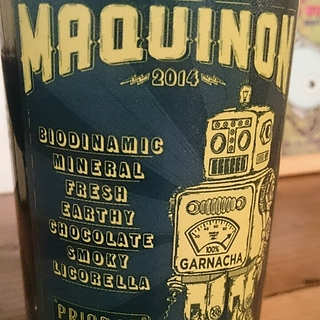 MAQUINON
2014
BIODINAMIC
MINERAL
FRESH
EARTHY
CHOCOLATE
SMOKY
LICORELLA
100%
GARNACHA